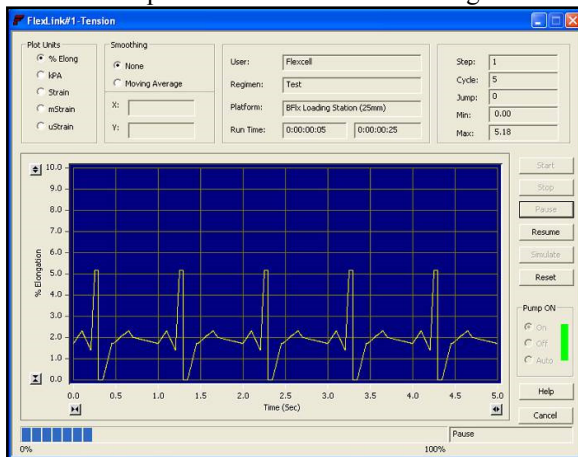 FlexLink#1-Tension
Plot Units
% Elong
kPA
Strain
mStrain
uStrain
Smoothing
None
Moving Average
X:
Y:
User: Flexcell
Regimen: Test
Platform: BFlx Loading Station (25mm)
Run Time: 0:00:00:05 0:00:00:25
Step: 1
Cycle: 5
Jump: 0
Min: 0.00
Max: 5.18
% Elongation
10.0
9.0
8.0
7.0
6.0
5.0
4.0
3.0
2.0
1.0
0.0
0.0 0.5 1.0 1.5 2.0 2.5 3.0 3.5 4.0 4.5 5.0
Time (Sec)
Start
Stop
Pause
Resume
Simulate
Reset
Pump ON
On
Off
Auto
Help
Cancel
Pause
0% 100%